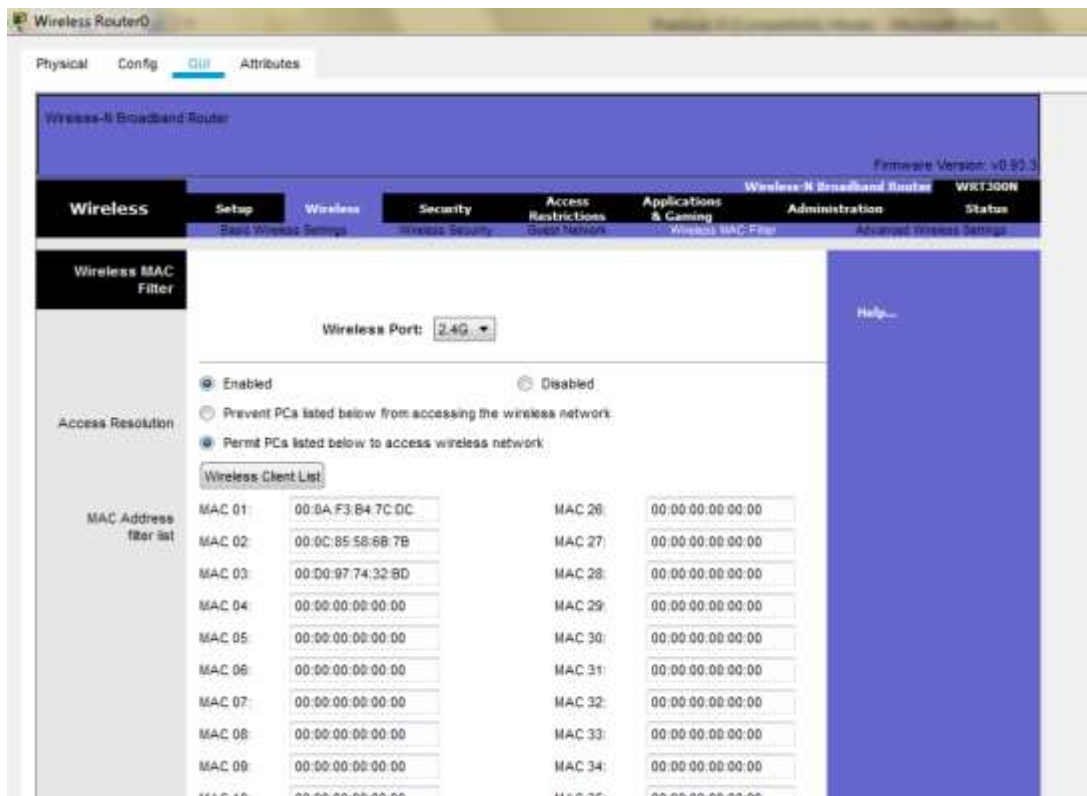 Wireless Router0
Physical Config GUI Attributes
Wireless-N Broadband Router
Firmware Version: v0.93.3
Wireless-N Broadband Router WRT300N
Wireless Setup Wireless Security Access Restrictions Applications & Gaming Administration Status
Basic Wireless Settings Wireless Security Guest Network Wireless MAC Filter Advanced Wireless Settings
Wireless MAC Filter
Help...
Wireless Port: 2.4G
Enabled Disabled
Prevent PCs listed below from accessing the wireless network
Access Resolution
Permit PCs listed below to access wireless network
Wireless Client List
MAC Address filter list
MAC 01: 00:0A:F3:B4:7C:DC MAC 26: 00:00:00:00:00:00
MAC 02: 00:0C:85:58:6B:7B MAC 27: 00:00:00:00:00:00
MAC 03: 00:D0:97:74:32:BD MAC 28: 00:00:00:00:00:00
MAC 04: 00:00:00:00:00:00 MAC 29: 00:00:00:00:00:00
MAC 05: 00:00:00:00:00:00 MAC 30: 00:00:00:00:00:00
MAC 06: 00:00:00:00:00:00 MAC 31: 00:00:00:00:00:00
MAC 07: 00:00:00:00:00:00 MAC 32: 00:00:00:00:00:00
MAC 08: 00:00:00:00:00:00 MAC 33: 00:00:00:00:00:00
MAC 09: 00:00:00:00:00:00 MAC 34: 00:00:00:00:00:00